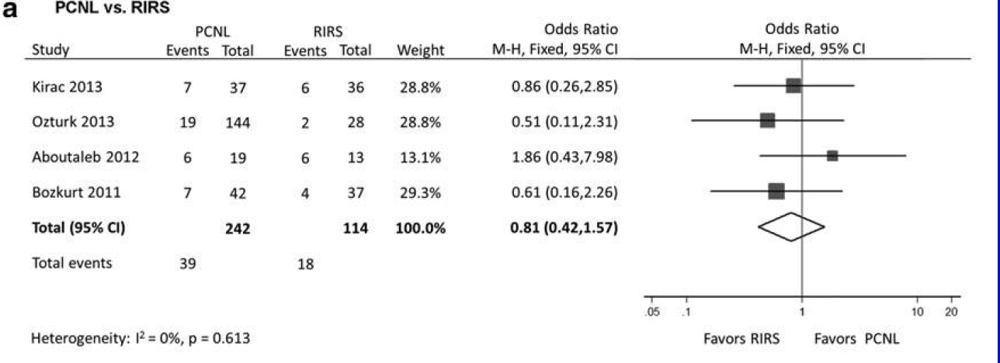 a PCNL vs. RIRS
PCNL RIRS Odds Ratio Odds Ratio
Study Events Total Events Total Weight M-H, Fixed, 95% CI M-H, Fixed, 95% CI
Kirac 2013 7 37 6 36 28.8% 0.86 (0.26,2.85)
Ozturk 2013 19 144 2 28 28.8% 0.51 (0.11,2.31)
Aboutaleb 2012 6 19 6 13 13.1% 1.86 (0.43,7.98)
Bozkurt 2011 7 42 4 37 29.3% 0.61 (0.16,2.26)
Total (95% CI) 242 114 100.0% 0.81 (0.42,1.57)
Total events 39 18
.05 .1 1 10 20
Heterogeneity: I² = 0%, p = 0.613 Favors RIRS Favors PCNL